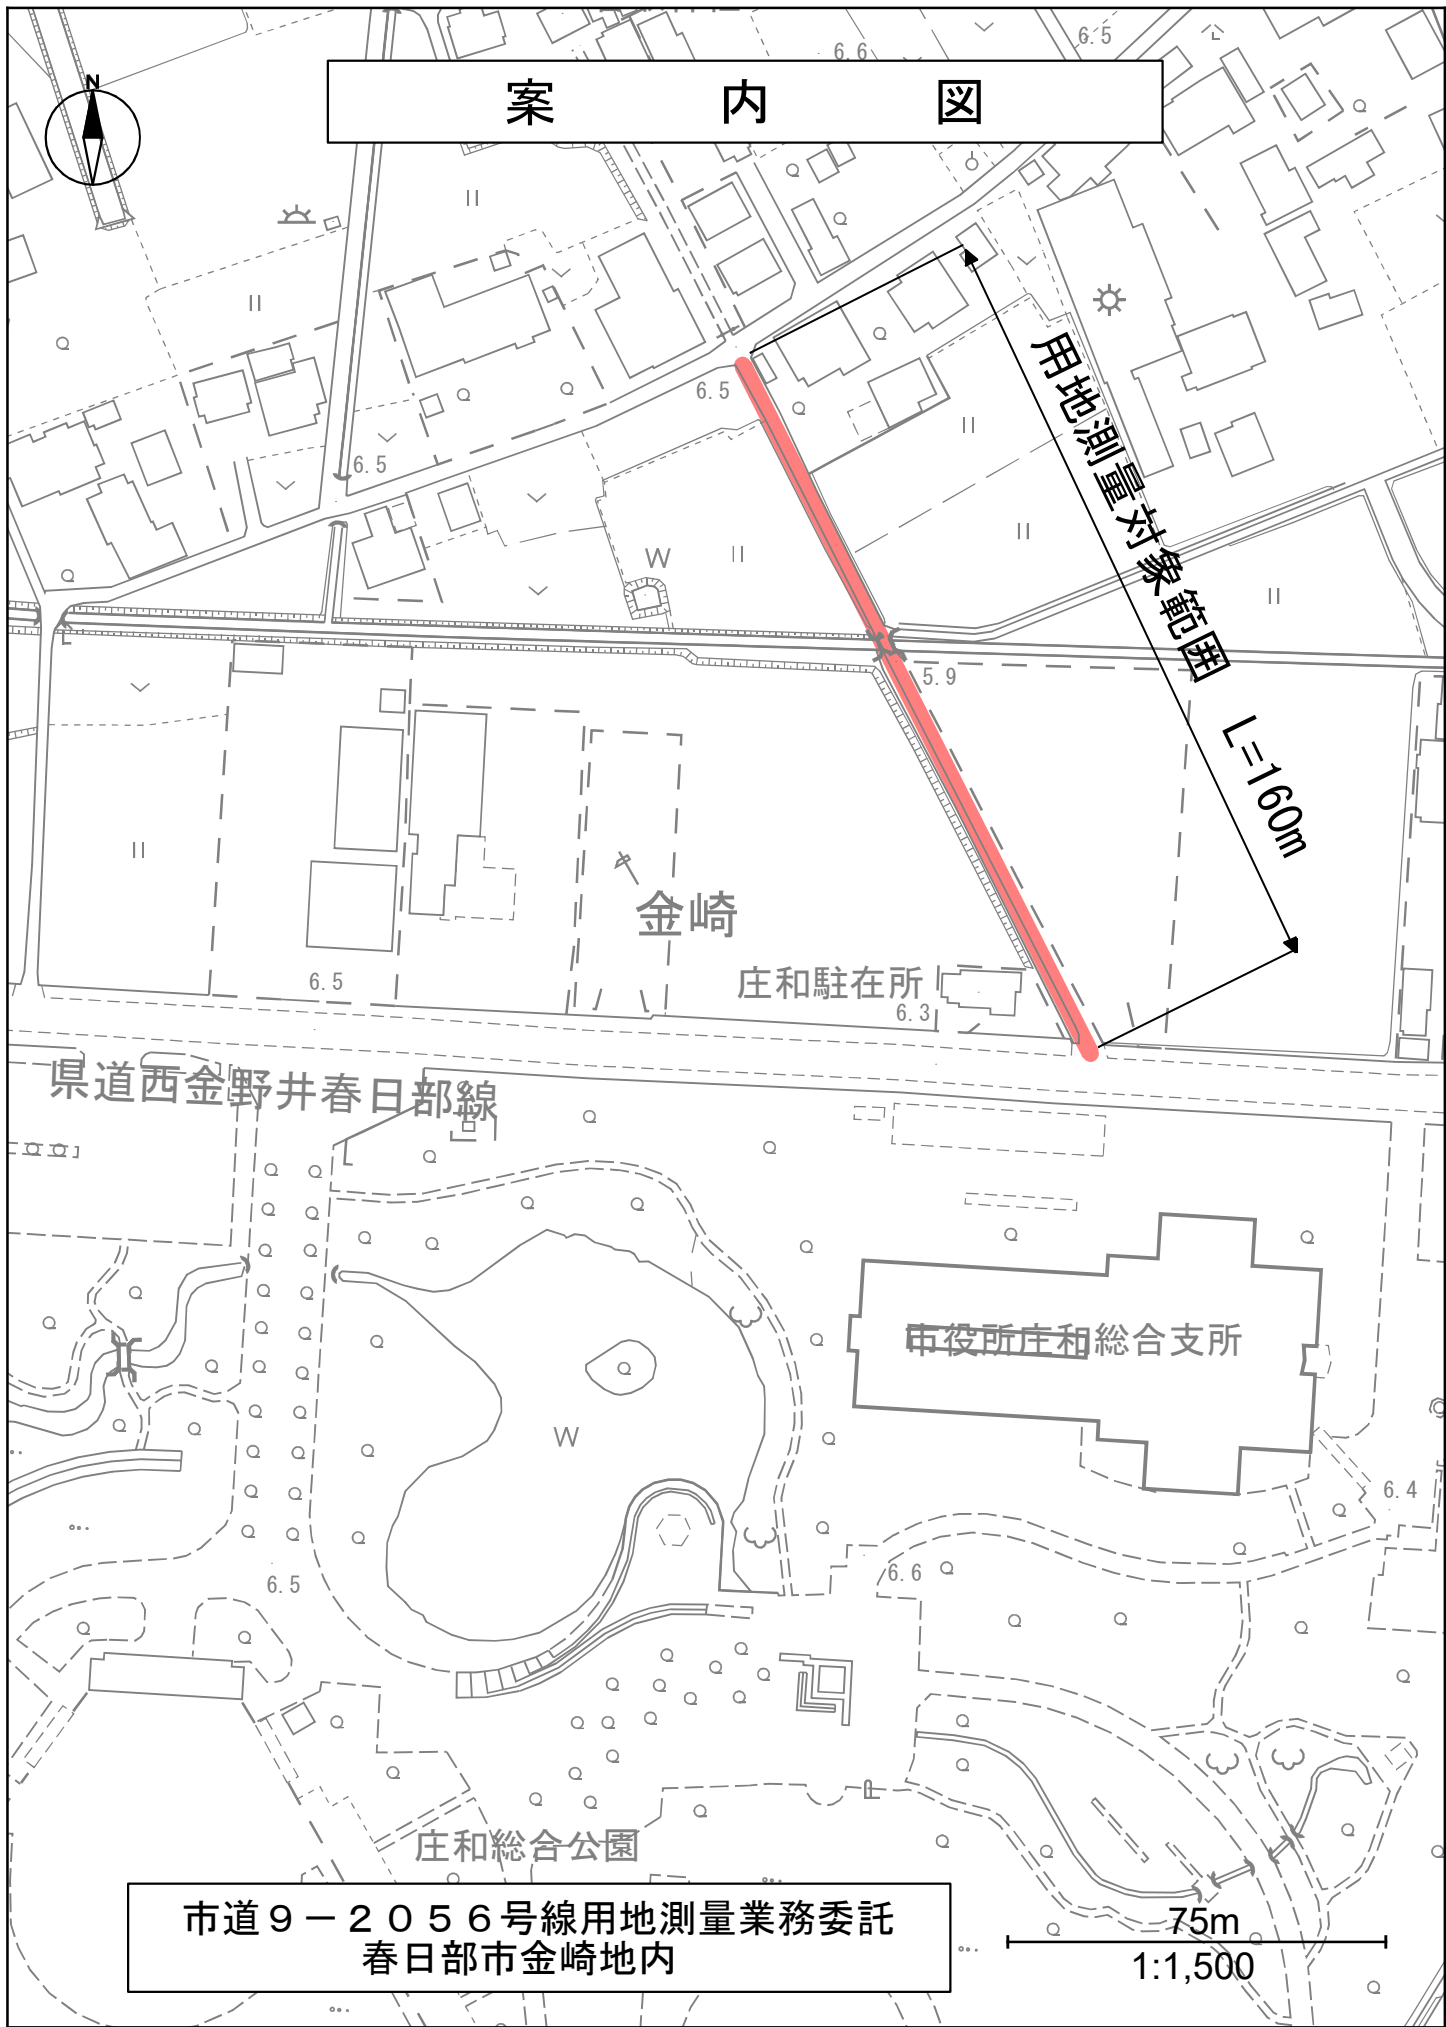 案内図
N
6.6
6.5
6.5
6.5
用地測量対象範囲 L=160m
W
5.9
金崎
庄和駐在所
6.5
6.3
県道西金野井春日部線
市役所庄和総合支所
W
6.4
6.5
6.6
庄和総合公園
市道9－2056号線用地測量業務委託
春日部市金崎地内
75m
1:1,500